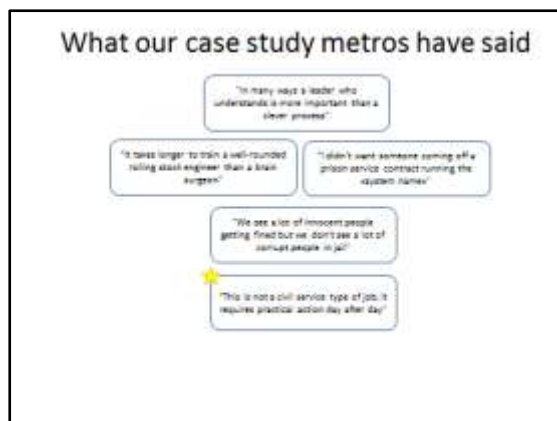 What our case study metros have said
"In many ways a leader who
understands is more important than a
clever process"
"It takes longer to train a well-rounded
rolling stock engineer than a brain
surgeon"
"I didn't want someone coming off a
prison service contract running the
<system name>"
"We see a lot of innocent people
getting fined but we don't see a lot of
corrupt people in jail"
"This is not a civil service type of job, it
requires practical action day after day"